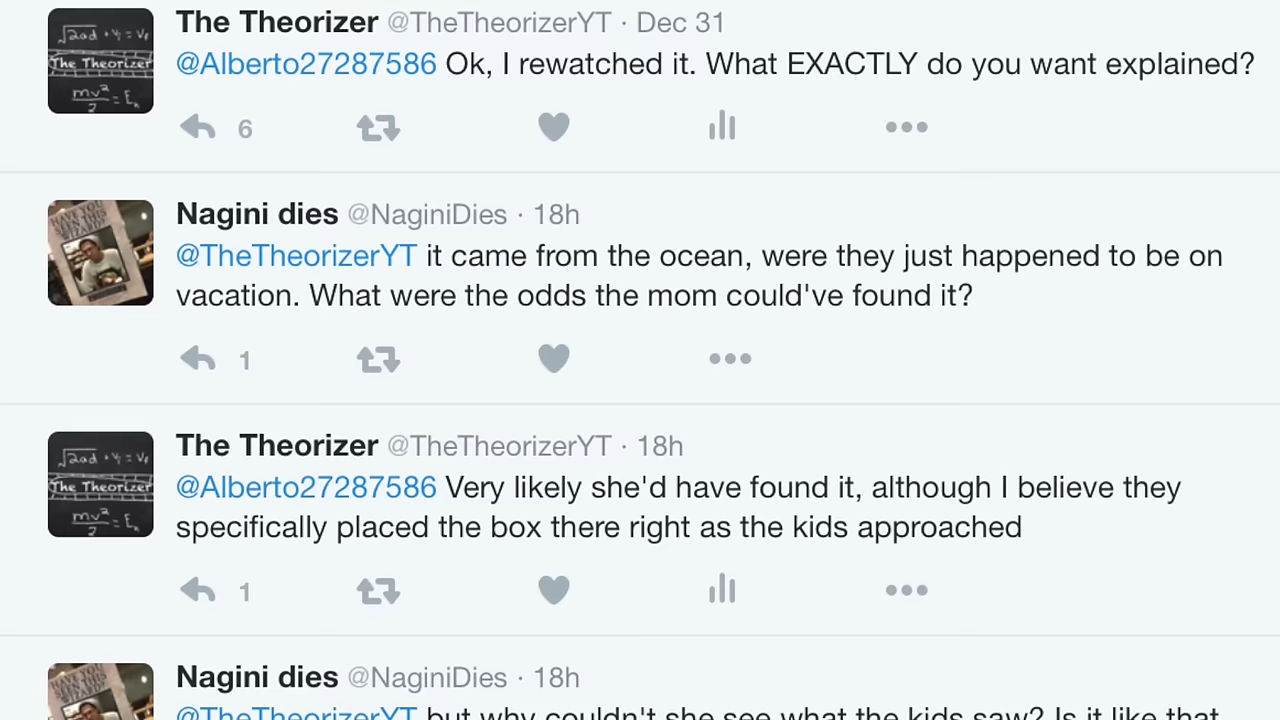 The Theorizer @TheTheorizerYT · Dec 31
@Alberto27287586 Ok, I rewatched it. What EXACTLY do you want explained?
6
Nagini dies @NaginiDies · 18h
@TheTheorizerYT it came from the ocean, were they just happened to be on
vacation. What were the odds the mom could've found it?
1
The Theorizer @TheTheorizerYT · 18h
@Alberto27287586 Very likely she'd have found it, although I believe they
specifically placed the box there right as the kids approached
1
Nagini dies @NaginiDies · 18h
@TheTheorizerYT but why couldn't she see what the kids saw? Is it like that